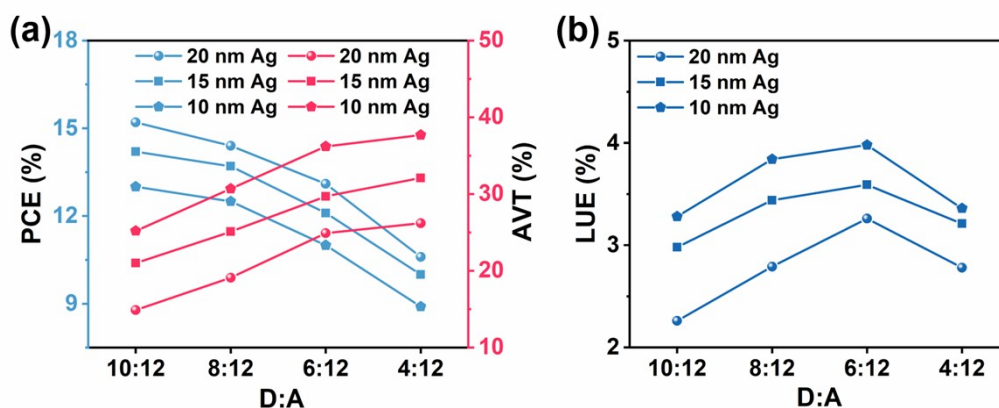 (a)
PCE (%)
18
15
12
9
20 nm Ag
15 nm Ag
10 nm Ag
20 nm Ag
15 nm Ag
10 nm Ag
50
40
30
20
10
AVT (%)
10:12 8:12 6:12 4:12
D:A
(b)
LUE (%)
5
4
3
2
20 nm Ag
15 nm Ag
10 nm Ag
10:12 8:12 6:12 4:12
D:A